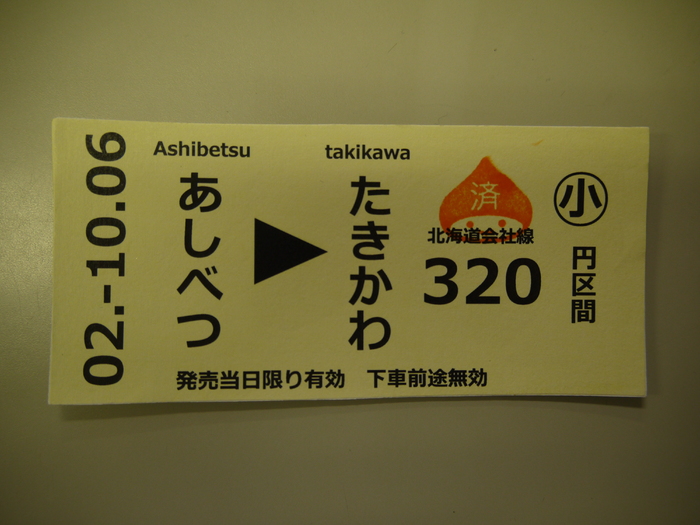 02.-10.06
Ashibetsu
あしべつ
▶
takikawa
たきかわ
済
北海道会社線
320
小
円区間
発売当日限り有効 下車前途無効